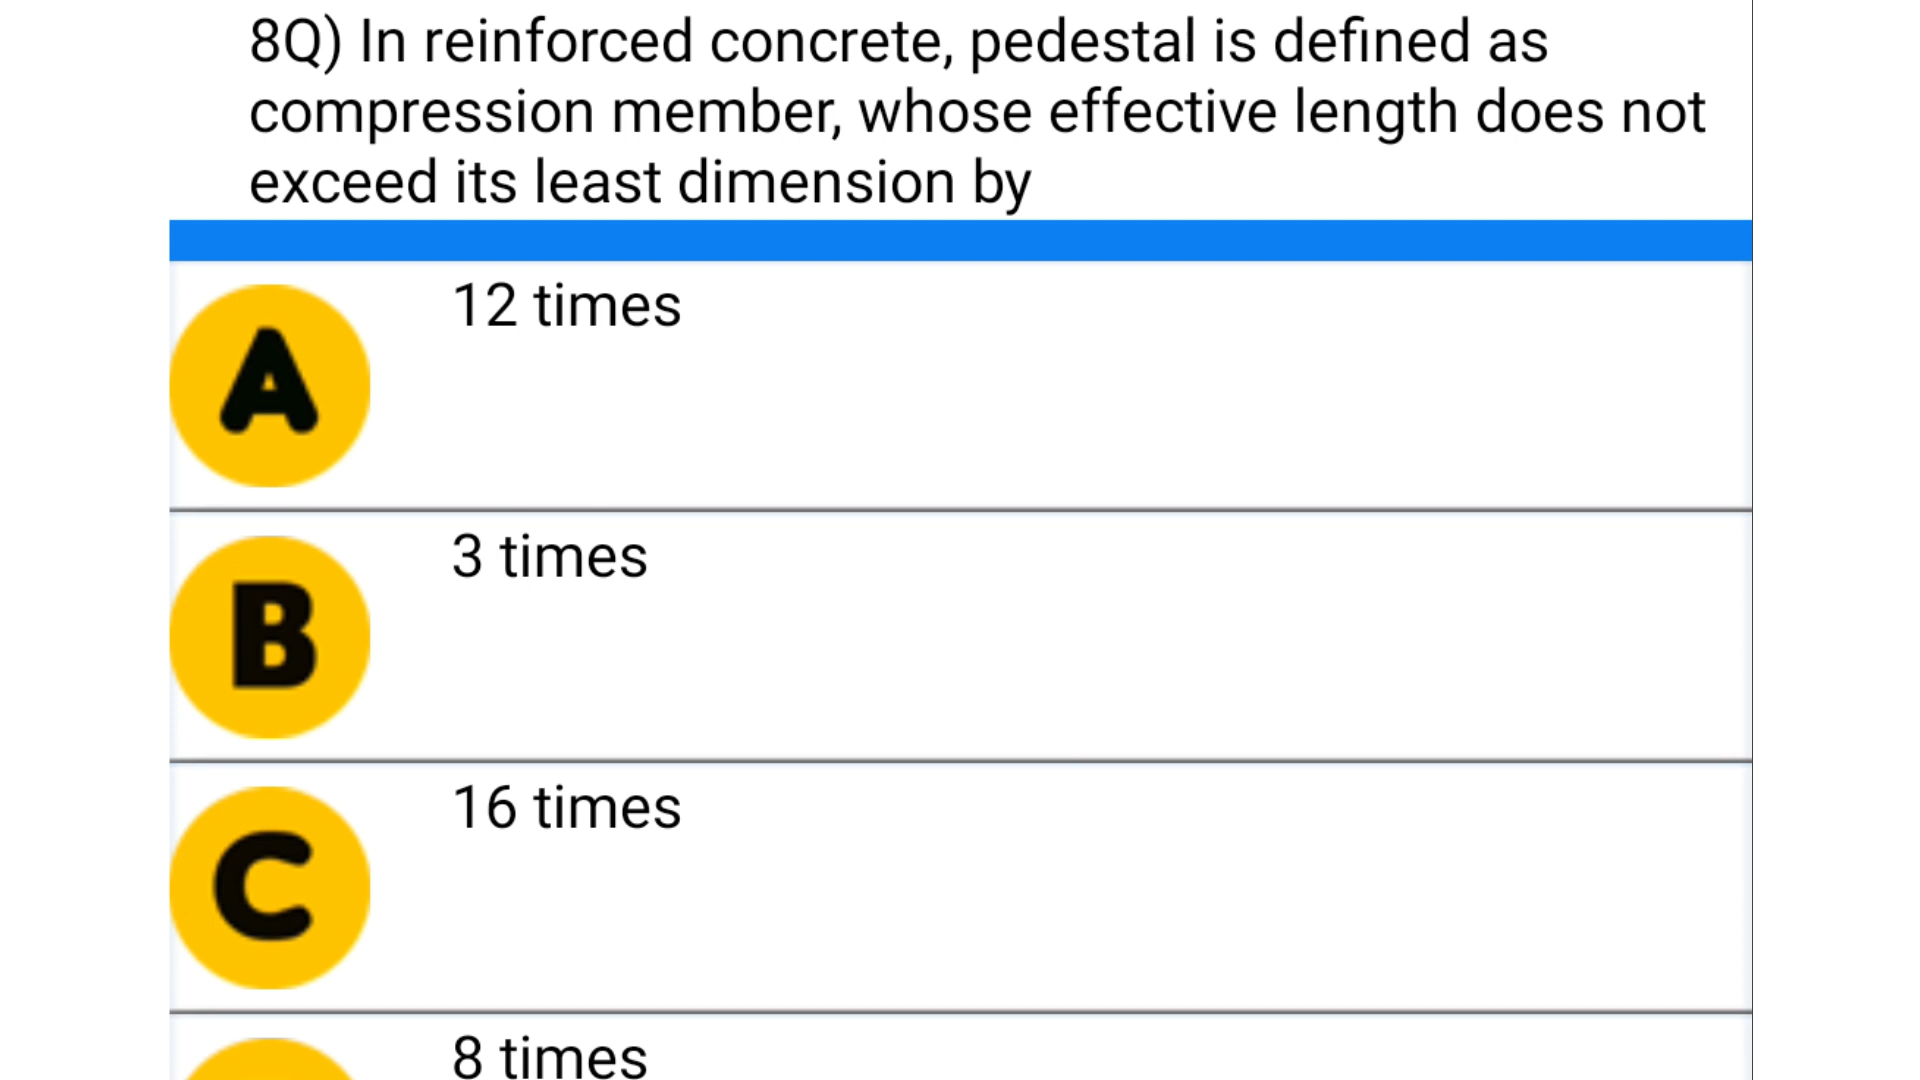 8Q) In reinforced concrete, pedestal is defined as
compression member, whose effective length does not
exceed its least dimension by
A
12 times
B
3 times
C
16 times
8 times